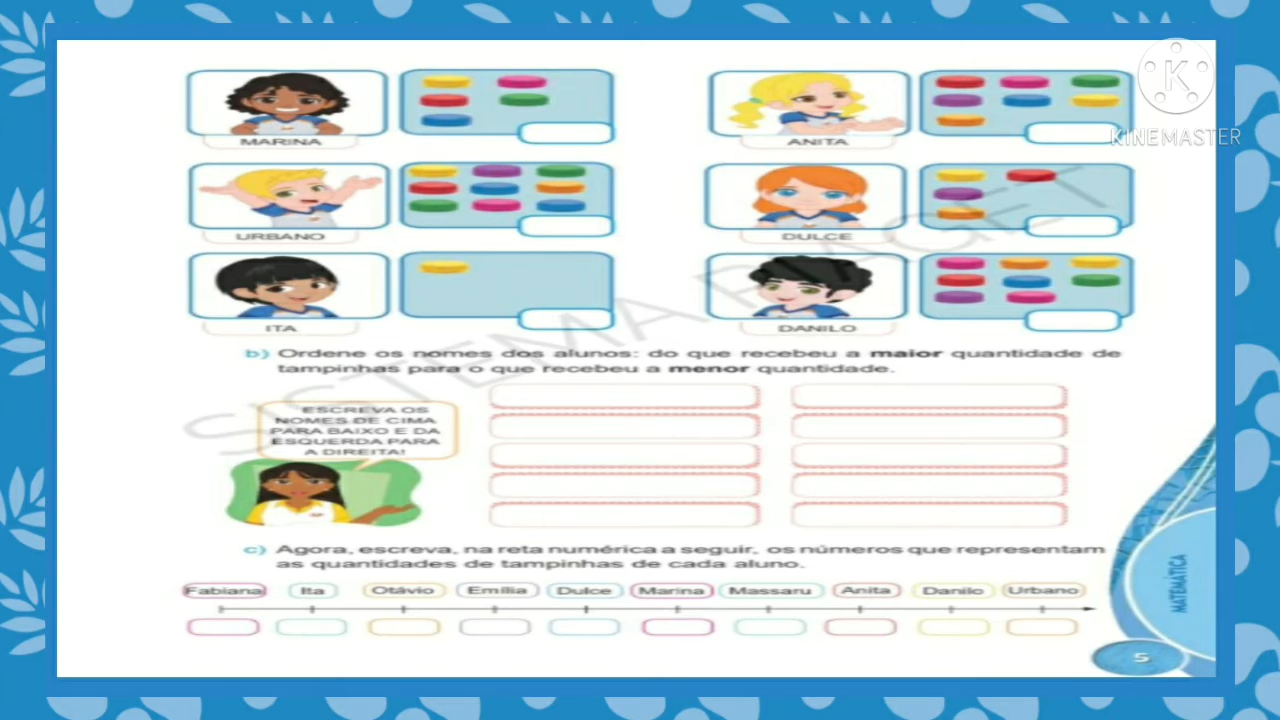 K
KINEMASTER
MARINA
ANITA
URBANO
DULCE
ITA
DANILO
SISTEMA PIAGET
b) Ordene os nomes dos alunos: do que recebeu a maior quantidade de
tampinhas para o que recebeu a menor quantidade.
ESCREVA OS
NOMES DE CIMA
PARA BAIXO E DA
ESQUERDA PARA
A DIREITA!
c) Agora, escreva, na reta numérica a seguir, os números que representam
as quantidades de tampinhas de cada aluno.
Fabiana Ita Otávio Emília Dulce Marina Massaru Anita Danilo Urbano
MATEMÁTICA
5